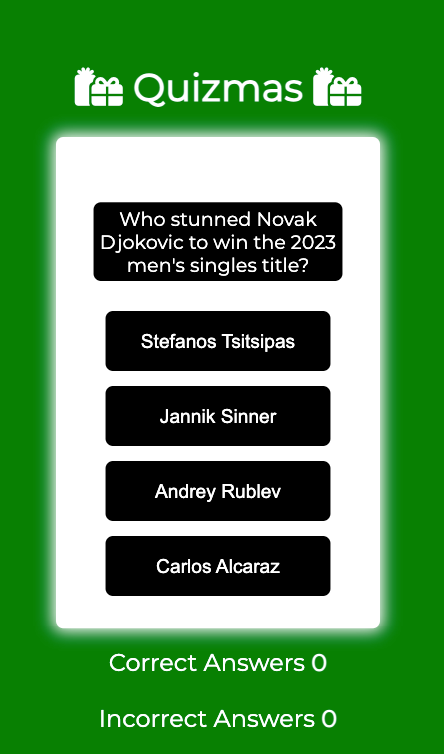 Quizmas
Who stunned Novak
Djokovic to win the 2023
men's singles title?
Stefanos Tsitsipas
Jannik Sinner
Andrey Rublev
Carlos Alcaraz
Correct Answers 0
Incorrect Answers 0